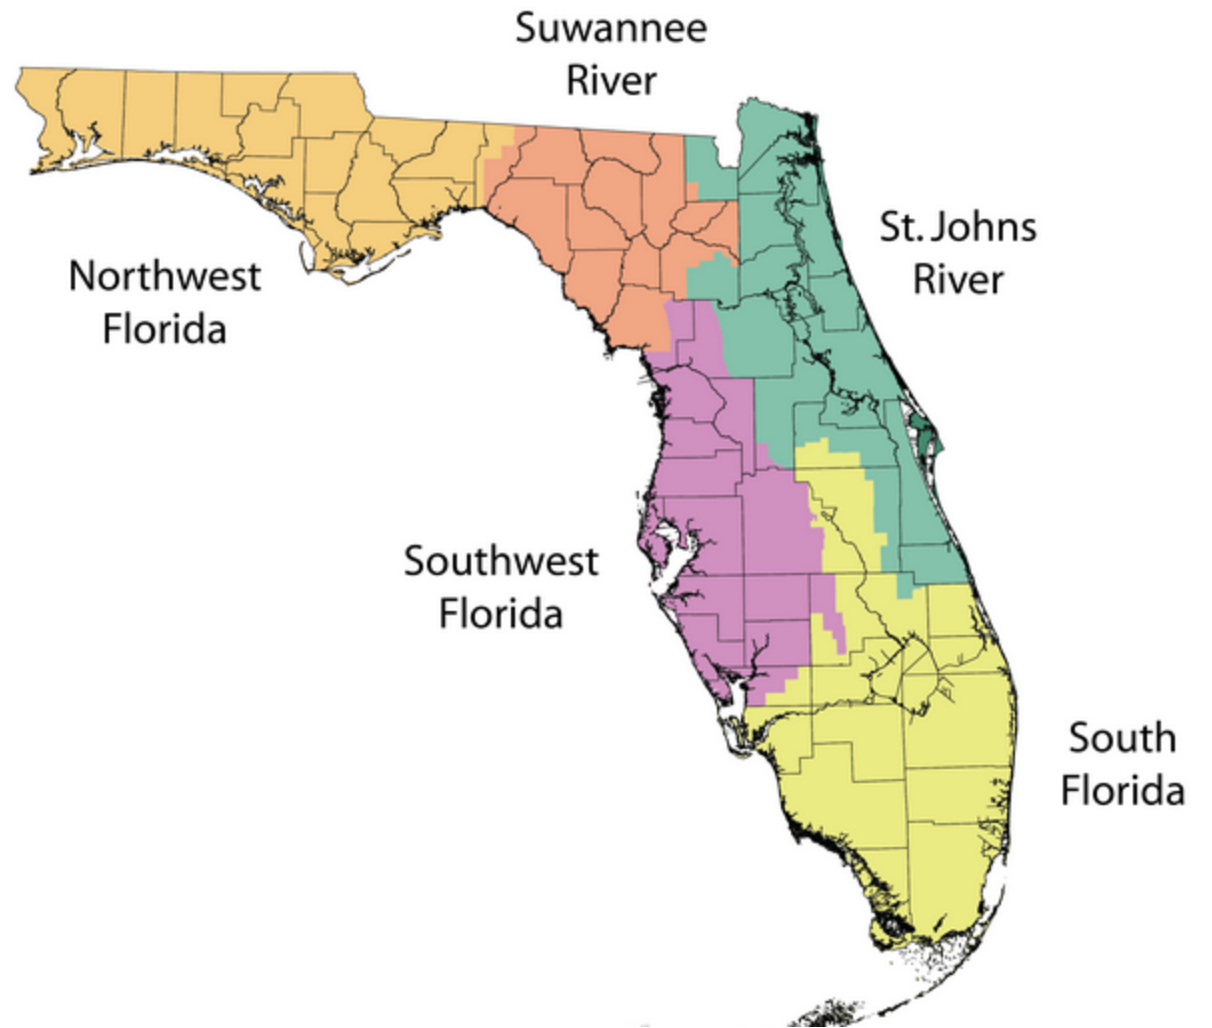 Suwannee
River
St. Johns
River
Northwest
Florida
Southwest
Florida
South
Florida